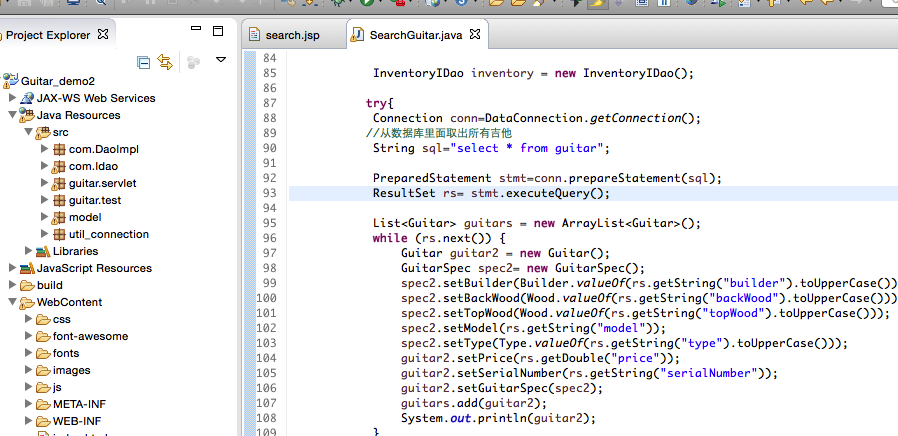 Project Explorer
search.jsp
SearchGuitar.java
Guitar_demo2
JAX-WS Web Services
Java Resources
src
com.DaoImpl
com.Idao
guitar.servlet
guitar.test
model
util_connection
Libraries
JavaScript Resources
build
WebContent
css
font-awesome
fonts
images
js
META-INF
WEB-INF
84
85 InventoryIDao inventory = new InventoryIDao();
86
87 try{
88 Connection conn=DataConnection.getConnection();
89 //从数据库里面取出所有吉他
90 String sql="select * from guitar";
91
92 PreparedStatement stmt=conn.prepareStatement(sql);
93 ResultSet rs= stmt.executeQuery();
94
95 List<Guitar> guitars = new ArrayList<Guitar>();
96 while (rs.next()) {
97 Guitar guitar2 = new Guitar();
98 GuitarSpec spec2= new GuitarSpec();
99 spec2.setBuilder(Builder.valueOf(rs.getString("builder").toUpperCase())
100 spec2.setBackWood(Wood.valueOf(rs.getString("backWood").toUpperCase()))
101 spec2.setTopWood(Wood.valueOf(rs.getString("topWood").toUpperCase()));
102 spec2.setModel(rs.getString("model"));
103 spec2.setType(Type.valueOf(rs.getString("type").toUpperCase()));
104 guitar2.setPrice(rs.getDouble("price"));
105 guitar2.setSerialNumber(rs.getString("serialNumber"));
106 guitar2.setGuitarSpec(spec2);
107 guitars.add(guitar2);
108 System.out.println(guitar2);
109 }